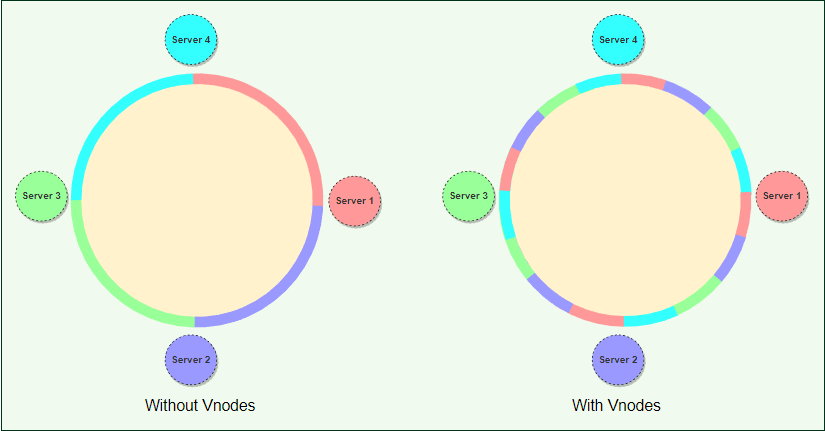 Server 4
Server 4
Server 3
Server 1
Server 3
Server 1
Server 2
Server 2
Without Vnodes
With Vnodes